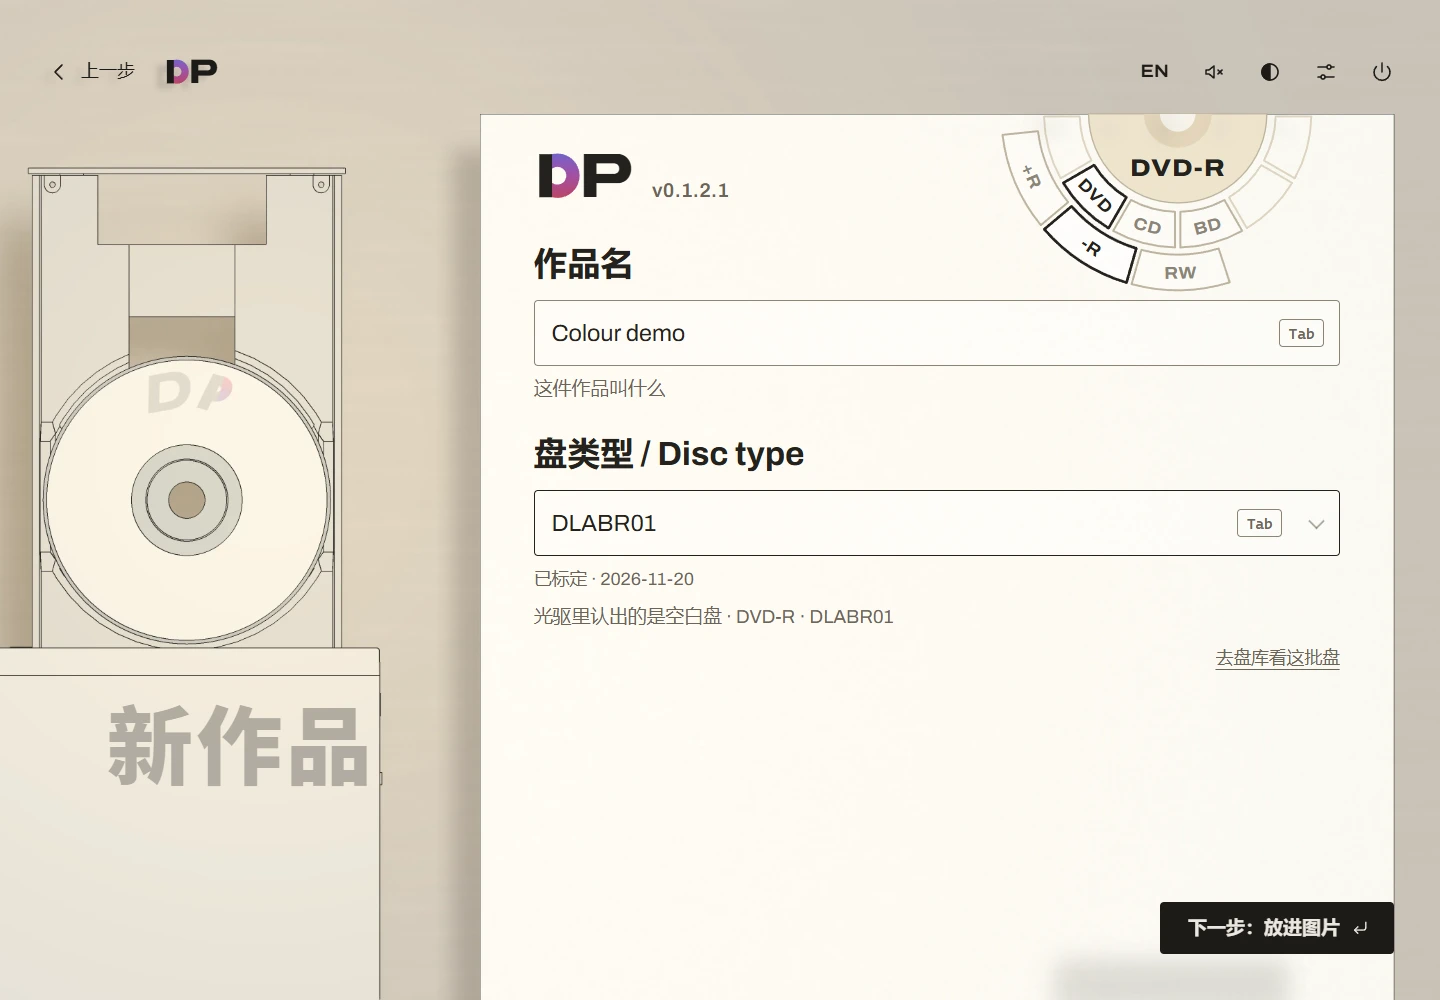 上一步
DP
EN
DP v0.1.2.1
DVD-R
+R
DVD
CD
BD
-R
RW
作品名
Colour demo
Tab
这件作品叫什么
盘类型 / Disc type
DLABR01
Tab
已标定 · 2026-11-20
光驱里认出的是空白盘 · DVD-R · DLABR01
去盘库看这批盘
DP
新作品
下一步：放进图片